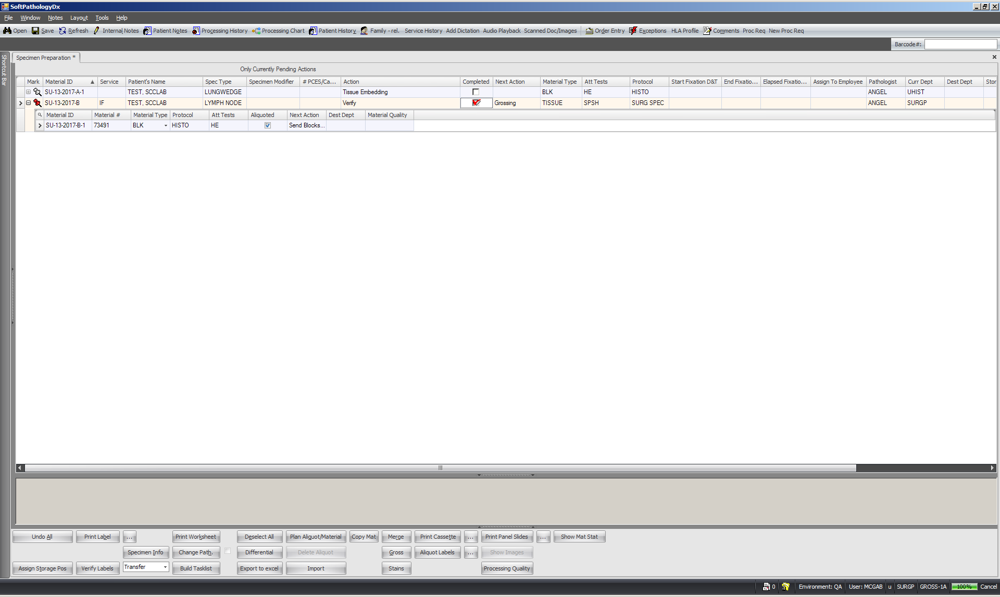 SoftPathologyDx
File Window Notes Layout Tools Help
Open Save Refresh Internal Notes Patient Notes Processing History Processing Chart Patient History Family - rel. Service History Add Dictation Audio Playback Scanned Doc/Images Order Entry Exceptions HLA Profile Comments Proc Req New Proc Req
Barcode#:
Shortcut Bar
Specimen Preparation *
Only Currently Pending Actions
Mark Material ID Service Patient's Name Spec Type Specimen Modifier # PCES/Ca... Action Completed Next Action Material Type Att Tests Protocol Start Fixation D&T End Fixatio... Elapsed Fixatio... Assign To Employee Pathologist Curr Dept Dest Dept Stor
SU-13-2017-A-1 TEST, SCCLAB LUNGWEDGE Tissue Embedding BLK HE HISTO ANGEL UHIST
SU-13-2017-B IF TEST, SCCLAB LYMPH NODE Verify Grossing TISSUE SPSH SURG SPEC ANGEL SURGP
Material ID Material # Material Type Protocol Att Tests Aliquoted Next Action Dest Dept Material Quality
SU-13-2017-B-1 73491 BLK HISTO HE Send Blocks...
Undo All Print Label ... Print Worksheet Deselect All Plan Aliquot/Material Copy Mat Merge Print Cassette ... Print Panel Slides ... Show Mat Stat
Specimen Info Change Path. Differential Delete Aliquot Gross Aliquot Labels ... Show Images
Assign Storage Pos Verify Labels Transfer Build Tasklist Export to excel Import Stains Processing Quality
0 Environment: QA User: MCGAB u SURGP GROSS-1A 100% Cancel